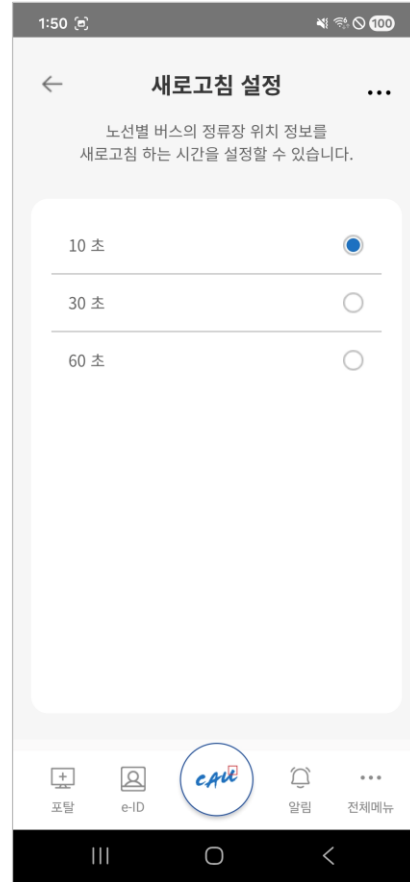 1:50
100
새로고침 설정
노선별 버스의 정류장 위치 정보를
새로고침 하는 시간을 설정할 수 있습니다.
10 초
30 초
60 초
CAU
포탈
e-ID
알림
전체메뉴